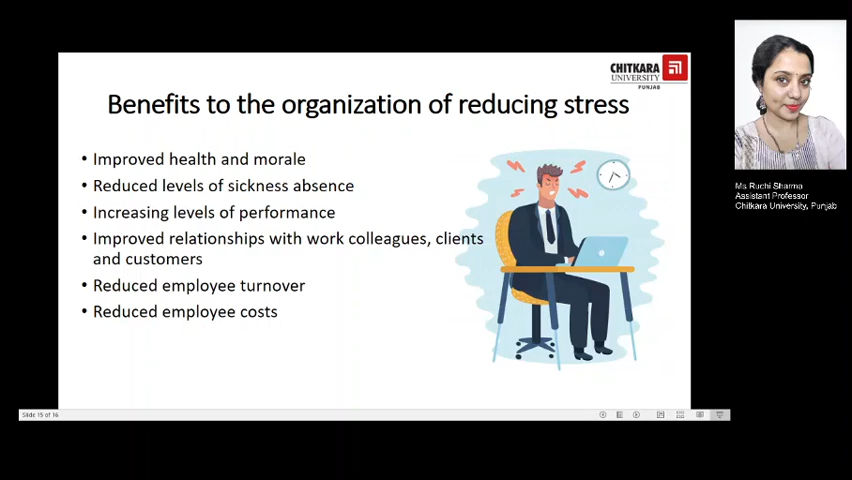 CHITKARA
UNIVERSITY
PUNJAB
Benefits to the organization of reducing stress
• Improved health and morale
• Reduced levels of sickness absence
• Increasing levels of performance
• Improved relationships with work colleagues, clients
and customers
• Reduced employee turnover
• Reduced employee costs
Ms Ruchi Sharma
Assistant Professor
Chitkara University, Punjab
Slide 15 of 16